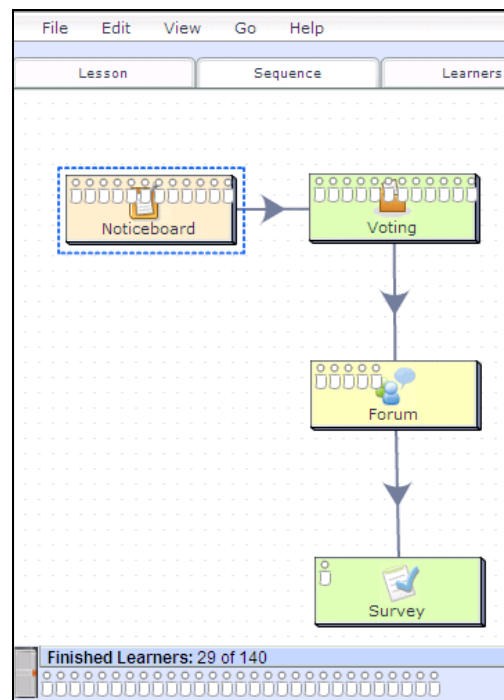 File Edit View Go Help
Lesson Sequence Learners
Noticeboard Voting
Forum
Survey
Finished Learners: 29 of 140